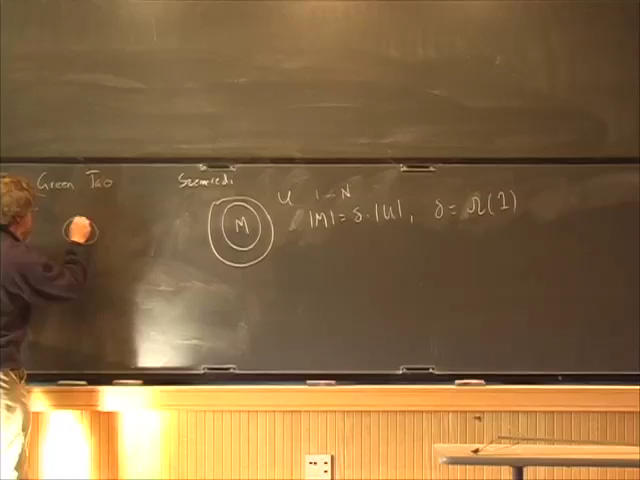 Green Tao
Szemeredi
M
U 1 - N
|M| = δ · |U|, δ = Ω(1)